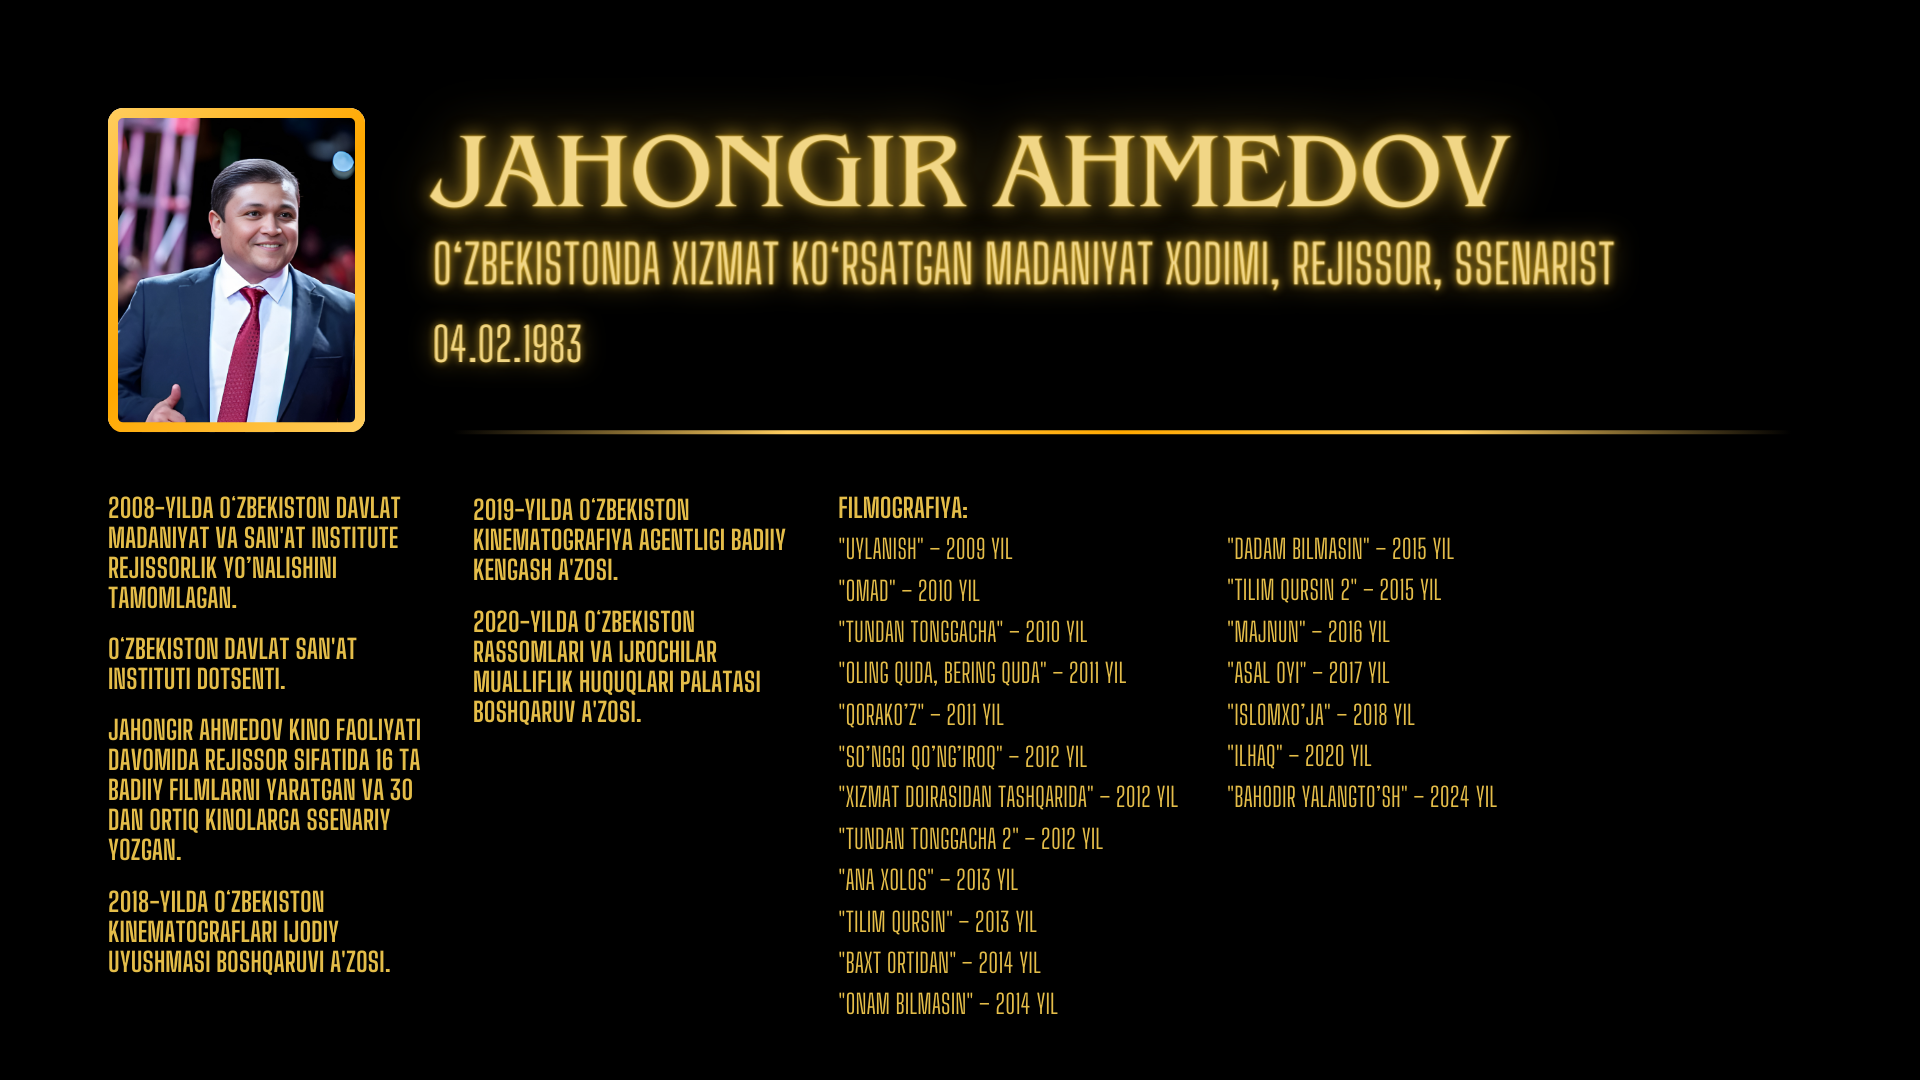 JAHONGIR AHMEDOV
O‘ZBEKISTONDA XIZMAT KO‘RSATGAN MADANIYAT XODIMI, REJISSOR, SSENARIST
04.02.1983
2008-YILDA O‘ZBEKISTON DAVLAT
MADANIYAT VA SAN'AT INSTITUTE
REJISSORLIK YO’NALISHINI
TAMOMLAGAN.
O‘ZBEKISTON DAVLAT SAN'AT
INSTITUTI DOTSENTI.
JAHONGIR AHMEDOV KINO FAOLIYATI
DAVOMIDA REJISSOR SIFATIDA 16 TA
BADIIY FILMLARNI YARATGAN VA 30
DAN ORTIQ KINOLARGA SSENARIY
YOZGAN.
2018-YILDA O‘ZBEKISTON
KINEMATOGRAFLARI IJODIY
UYUSHMASI BOSHQARUVI A'ZOSI.
2019-YILDA O‘ZBEKISTON
KINEMATOGRAFIYA AGENTLIGI BADIIY
KENGASH A'ZOSI.
2020-YILDA O‘ZBEKISTON
RASSOMLARI VA IJROCHILAR
MUALLIFLIK HUQUQLARI PALATASI
BOSHQARUV A'ZOSI.
FILMOGRAFIYA:
"UYLANISH" – 2009 YIL
"OMAD" – 2010 YIL
"TUNDAN TONGGACHA" – 2010 YIL
"OLING QUDA, BERING QUDA" – 2011 YIL
"QORAKO’Z" – 2011 YIL
"SO’NGGI QO’NG’IROQ" – 2012 YIL
"XIZMAT DOIRASIDAN TASHQARIDA" – 2012 YIL
"TUNDAN TONGGACHA 2" – 2012 YIL
"ANA XOLOS" – 2013 YIL
"TILIM QURSIN" – 2013 YIL
"BAXT ORTIDAN" – 2014 YIL
"ONAM BILMASIN" – 2014 YIL
"DADAM BILMASIN" – 2015 YIL
"TILIM QURSIN 2" – 2015 YIL
"MAJNUN" – 2016 YIL
"ASAL OYI" – 2017 YIL
"ISLOMXO’JA" – 2018 YIL
"ILHAQ" – 2020 YIL
"BAHODIR YALANGTO’SH" – 2024 YIL